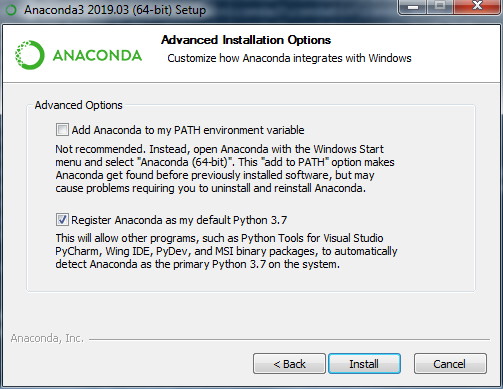 Anaconda3 2019.03 (64-bit) Setup
ANACONDA
Advanced Installation Options
Customize how Anaconda integrates with Windows
Advanced Options
Add Anaconda to my PATH environment variable
Not recommended. Instead, open Anaconda with the Windows Start
menu and select "Anaconda (64-bit)". This "add to PATH" option makes
Anaconda get found before previously installed software, but may
cause problems requiring you to uninstall and reinstall Anaconda.
Register Anaconda as my default Python 3.7
This will allow other programs, such as Python Tools for Visual Studio
PyCharm, Wing IDE, PyDev, and MSI binary packages, to automatically
detect Anaconda as the primary Python 3.7 on the system.
Anaconda, Inc.
< Back
Install
Cancel